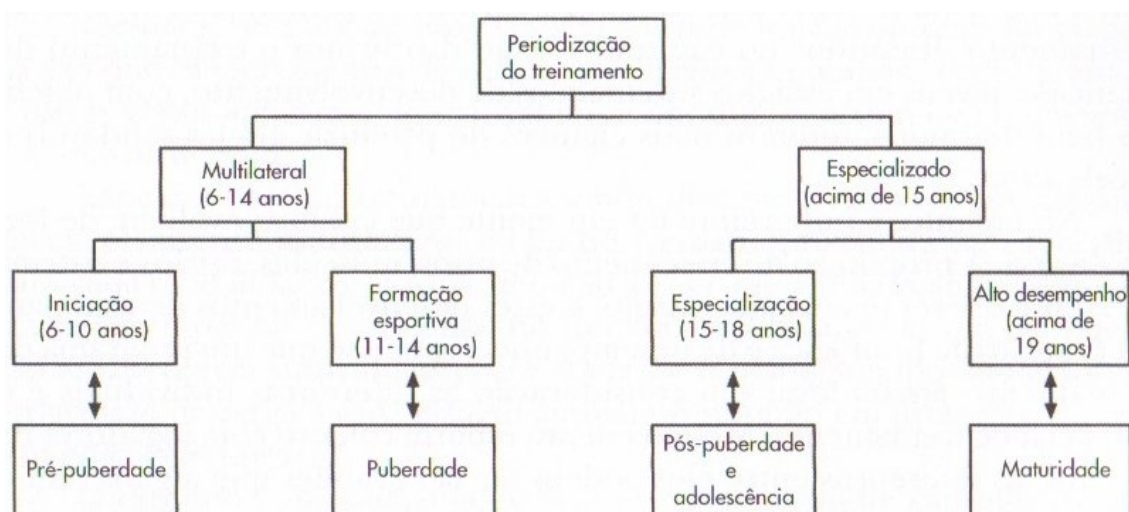 Periodização
do treinamento
Multilateral
(6-14 anos)
Especializado
(acima de 15 anos)
Iniciação
(6-10 anos)
Formação
esportiva
(11-14 anos)
Especialização
(15-18 anos)
Alto desempenho
(acima de
19 anos)
Pré-puberdade
Puberdade
Pós-puberdade
e
adolescência
Maturidade